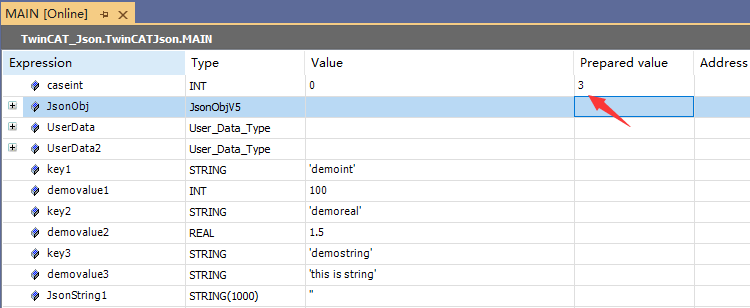 MAIN [Online]
TwinCAT_Json.TwinCATJson.MAIN
Expression Type Value Prepared value Address
caseint INT 0 3
JsonObj JsonObjV5
UserData User_Data_Type
UserData2 User_Data_Type
key1 STRING 'demoint'
demovalue1 INT 100
key2 STRING 'demoreal'
demovalue2 REAL 1.5
key3 STRING 'demostring'
demovalue3 STRING 'this is string'
JsonString1 STRING(1000) ''